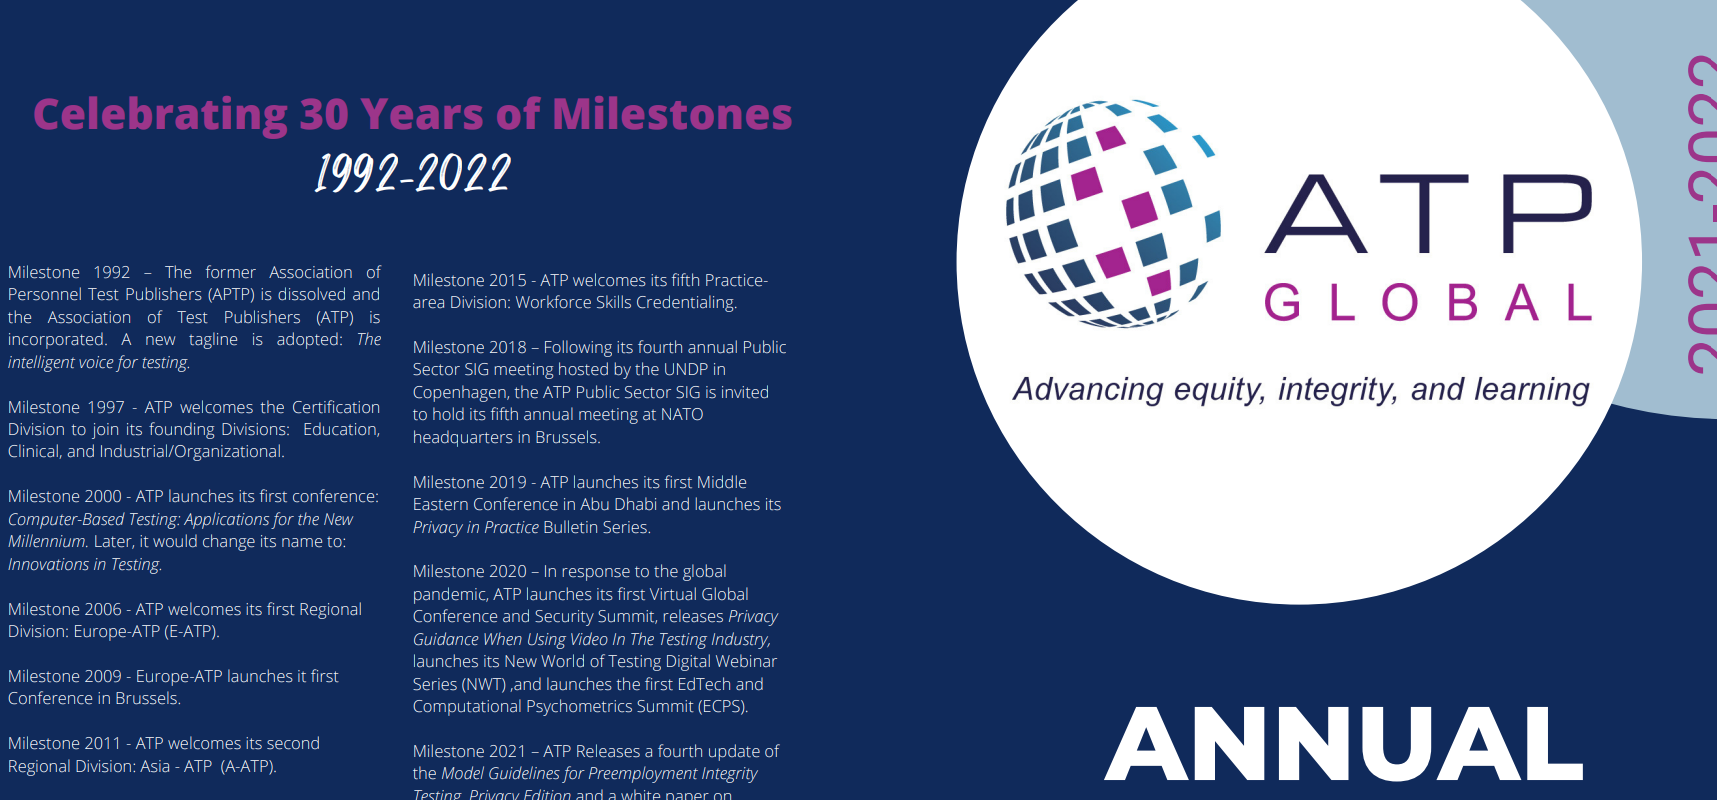 Celebrating 30 Years of Milestones
1992-2022
Milestone 1992 – The former Association of
Personnel Test Publishers (APTP) is dissolved and
the Association of Test Publishers (ATP) is
incorporated. A new tagline is adopted: The
intelligent voice for testing.
Milestone 1997 - ATP welcomes the Certification
Division to join its founding Divisions: Education,
Clinical, and Industrial/Organizational.
Milestone 2000 - ATP launches its first conference:
Computer-Based Testing: Applications for the New
Millennium. Later, it would change its name to:
Innovations in Testing.
Milestone 2006 - ATP welcomes its first Regional
Division: Europe-ATP (E-ATP).
Milestone 2009 - Europe-ATP launches it first
Conference in Brussels.
Milestone 2011 - ATP welcomes its second
Regional Division: Asia - ATP (A-ATP).
Milestone 2015 - ATP welcomes its fifth Practice-
area Division: Workforce Skills Credentialing.
Milestone 2018 – Following its fourth annual Public
Sector SIG meeting hosted by the UNDP in
Copenhagen, the ATP Public Sector SIG is invited
to hold its fifth annual meeting at NATO
headquarters in Brussels.
Milestone 2019 - ATP launches its first Middle
Eastern Conference in Abu Dhabi and launches its
Privacy in Practice Bulletin Series.
Milestone 2020 – In response to the global
pandemic, ATP launches its first Virtual Global
Conference and Security Summit, releases Privacy
Guidance When Using Video In The Testing Industry,
launches its New World of Testing Digital Webinar
Series (NWT) ,and launches the first EdTech and
Computational Psychometrics Summit (ECPS).
Milestone 2021 – ATP Releases a fourth update of
the Model Guidelines for Preemployment Integrity
Testing, Privacy Edition and a white paper on
ATP
GLOBAL
Advancing equity, integrity, and learning
2021-2022
ANNUAL